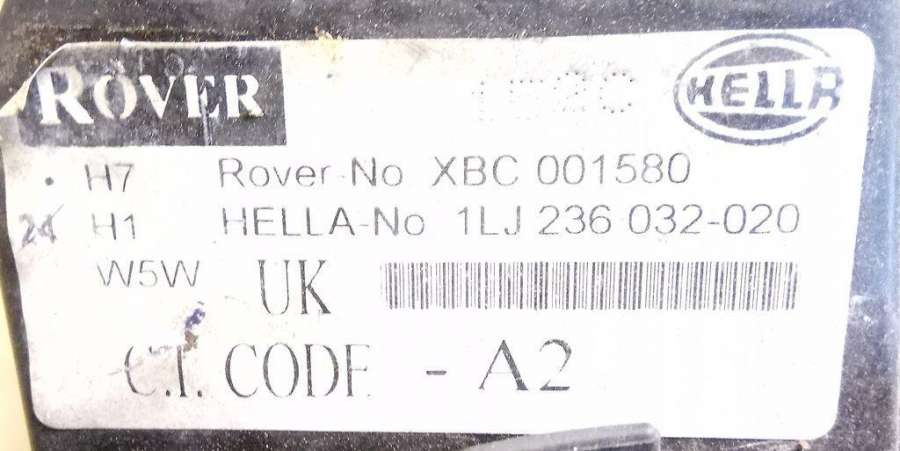 ROVER
HELLA
H7 Rover-No XBC 001580
H1 HELLA-No 1LJ 236 032-020
W5W UK
C.I. CODE - A2